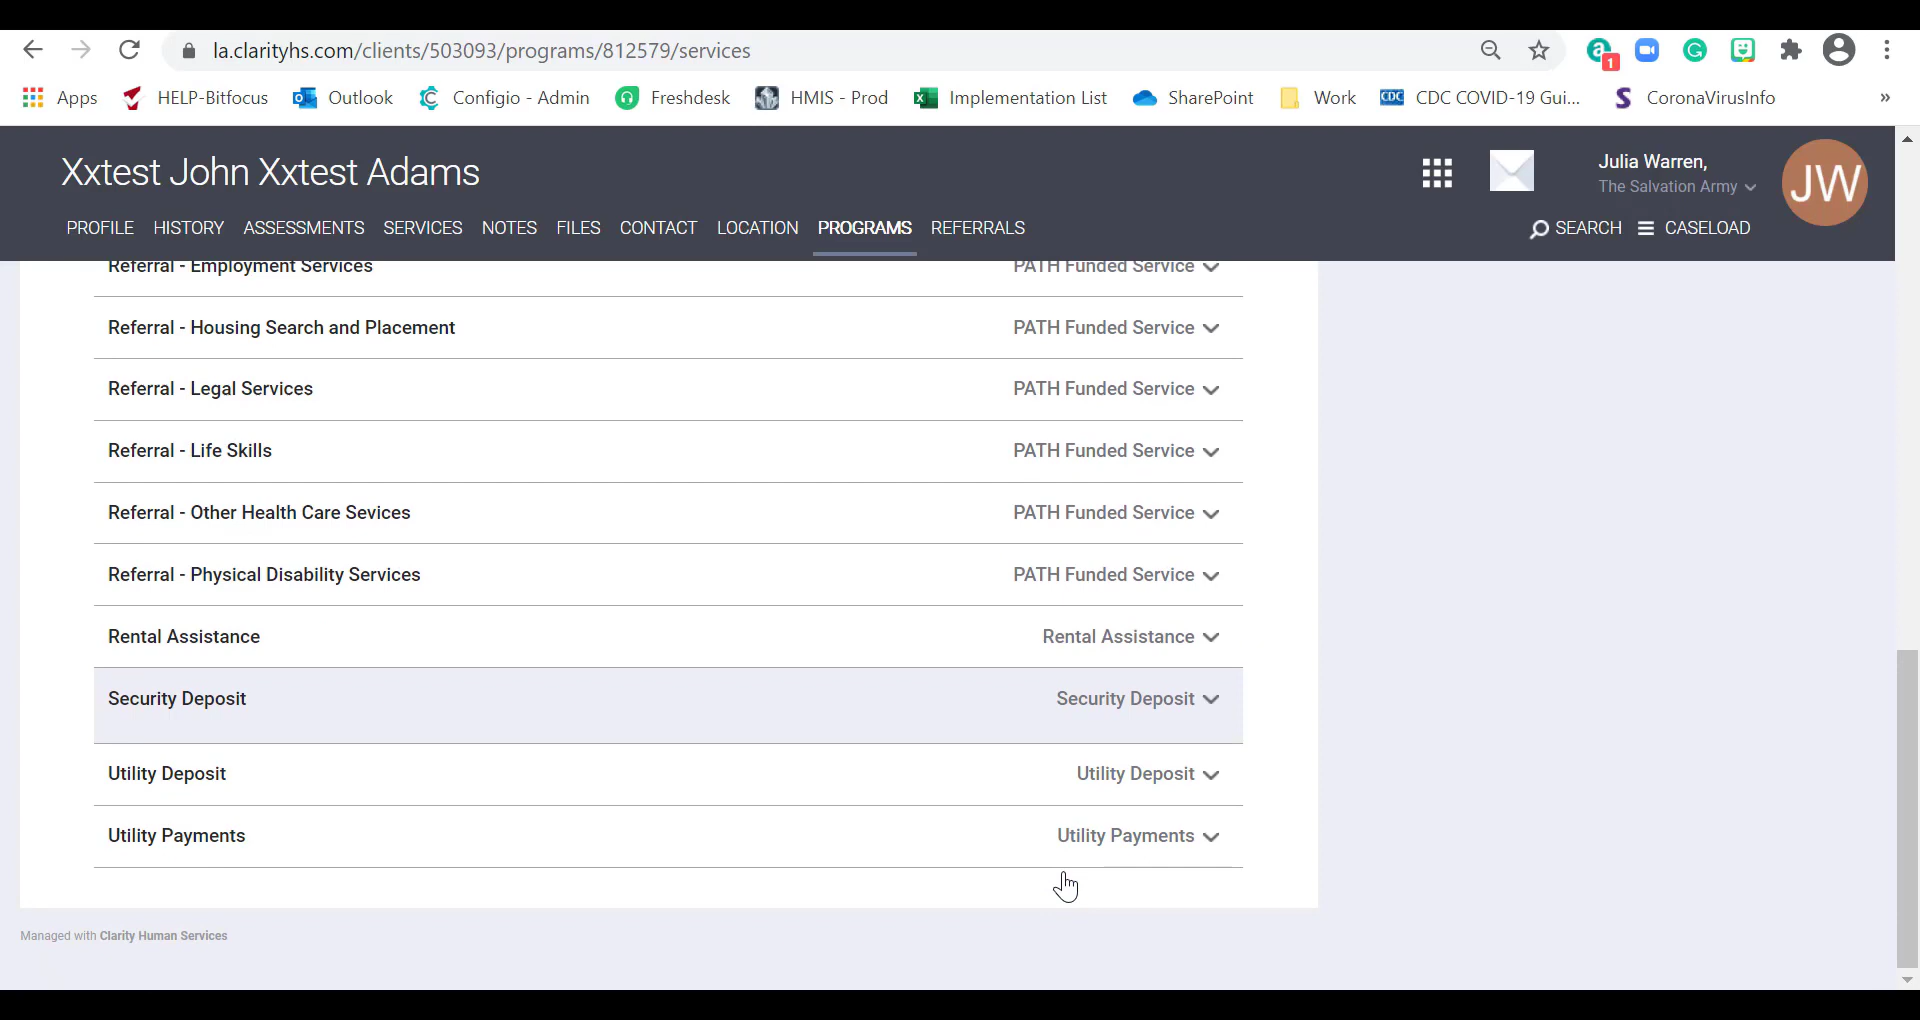 la.clarityhs.com/clients/503093/programs/812579/services
1
Apps HELP-Bitfocus Outlook Configio - Admin Freshdesk HMIS - Prod Implementation List SharePoint Work CDC CDC COVID-19 Gui... CoronaVirusInfo »
Xxtest John Xxtest Adams
Julia Warren,
The Salvation Army
JW
PROFILE HISTORY ASSESSMENTS SERVICES NOTES FILES CONTACT LOCATION PROGRAMS REFERRALS SEARCH CASELOAD
Referral - Employment Services PATH Funded Service
Referral - Housing Search and Placement PATH Funded Service
Referral - Legal Services PATH Funded Service
Referral - Life Skills PATH Funded Service
Referral - Other Health Care Sevices PATH Funded Service
Referral - Physical Disability Services PATH Funded Service
Rental Assistance Rental Assistance
Security Deposit Security Deposit
Utility Deposit Utility Deposit
Utility Payments Utility Payments
Managed with Clarity Human Services